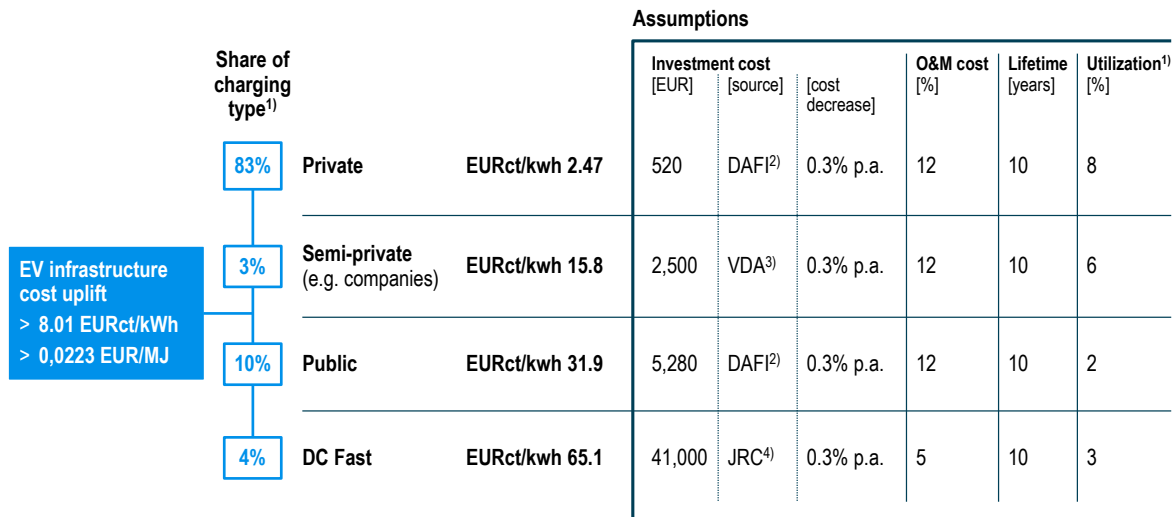 Assumptions
Share of
charging
type1)
Investment cost
[EUR] [source] [cost
decrease]
O&M cost
[%]
Lifetime
[years]
Utilization1)
[%]
83% Private EURct/kwh 2.47 520 DAFI2) 0.3% p.a. 12 10 8
3% Semi-private
(e.g. companies) EURct/kwh 15.8 2,500 VDA3) 0.3% p.a. 12 10 6
EV infrastructure
cost uplift
> 8.01 EURct/kWh
> 0,0223 EUR/MJ
10% Public EURct/kwh 31.9 5,280 DAFI2) 0.3% p.a. 12 10 2
4% DC Fast EURct/kwh 65.1 41,000 JRC4) 0.3% p.a. 5 10 3